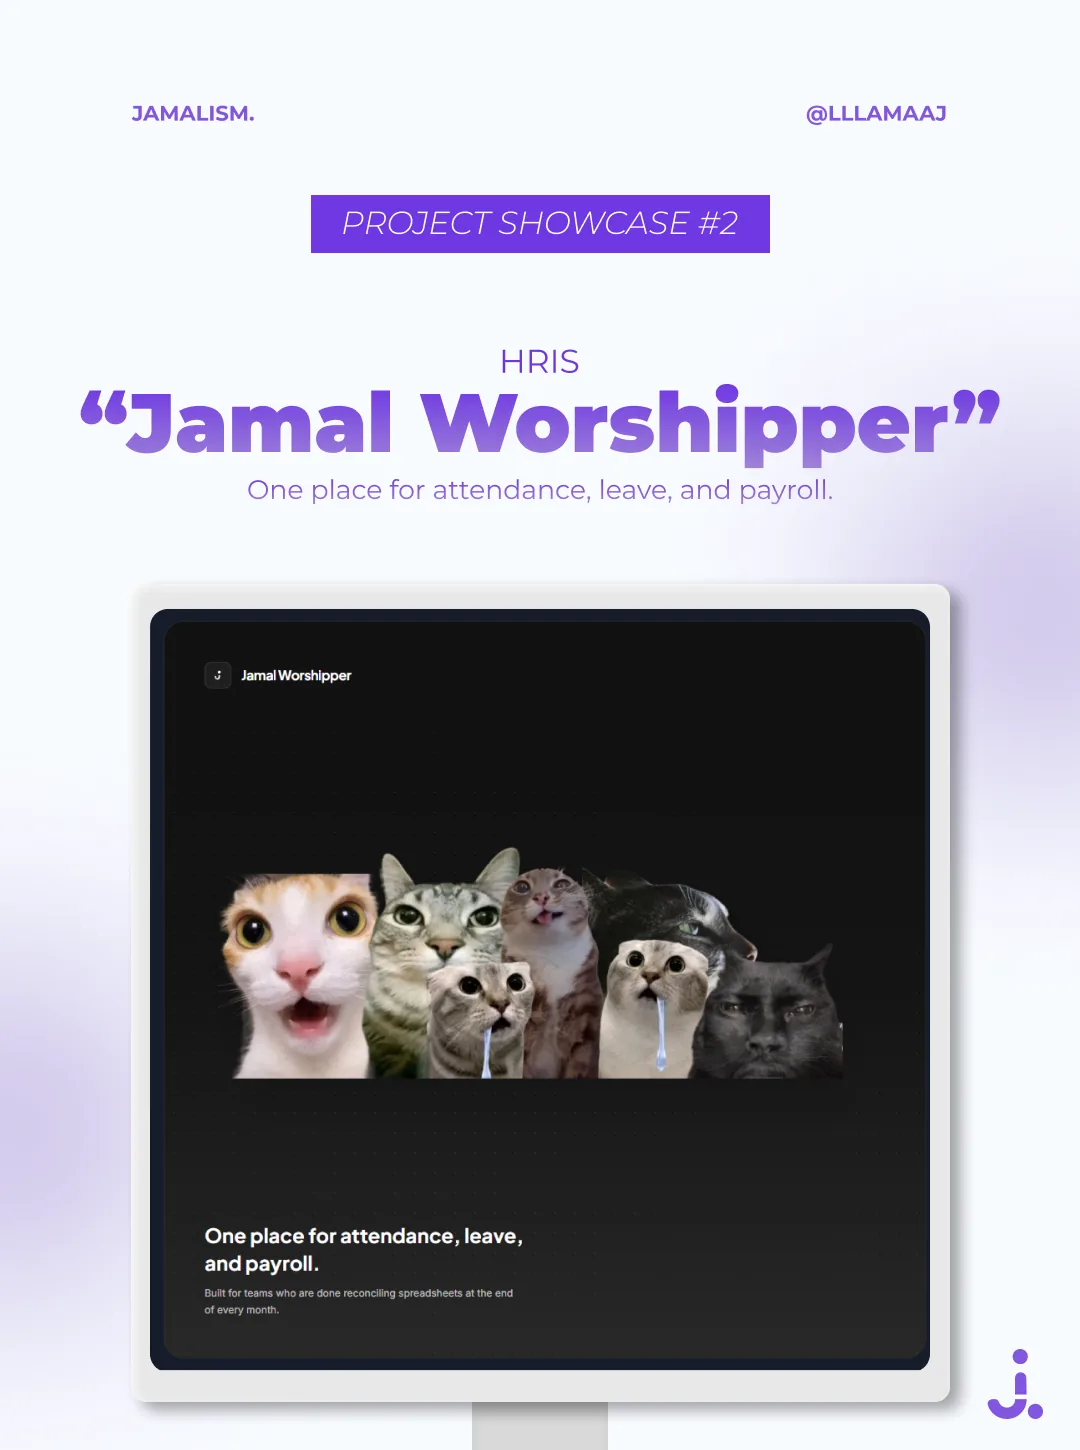 JAMALISM.
@LLLAMAAJ
PROJECT SHOWCASE #2
HRIS
“Jamal Worshipper”
One place for attendance, leave, and payroll.
Jamal Worshipper
One place for attendance, leave,
and payroll.
Built for teams who are done reconciling spreadsheets at the end
of every month.
j.